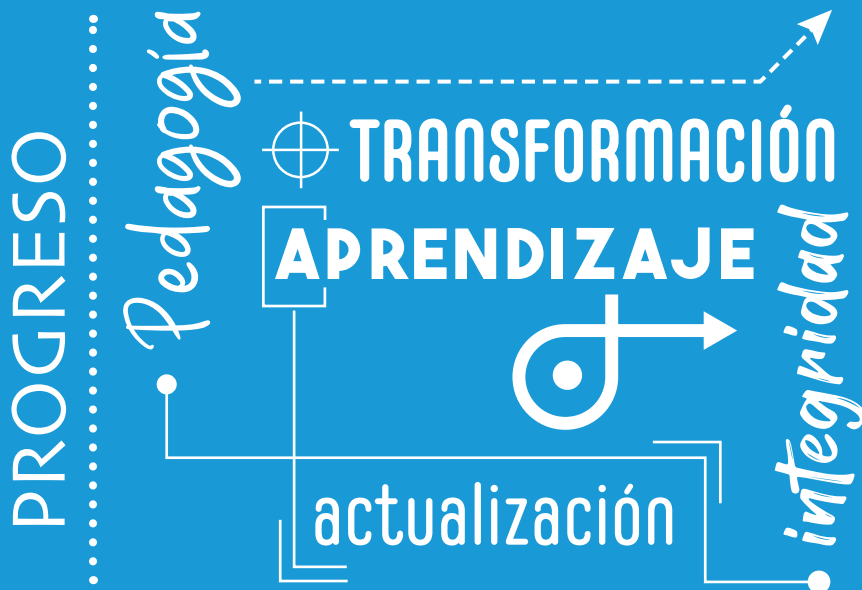 PROGRESO
Pedagogía
TRANSFORMACIÓN
APRENDIZAJE
integridad
actualización